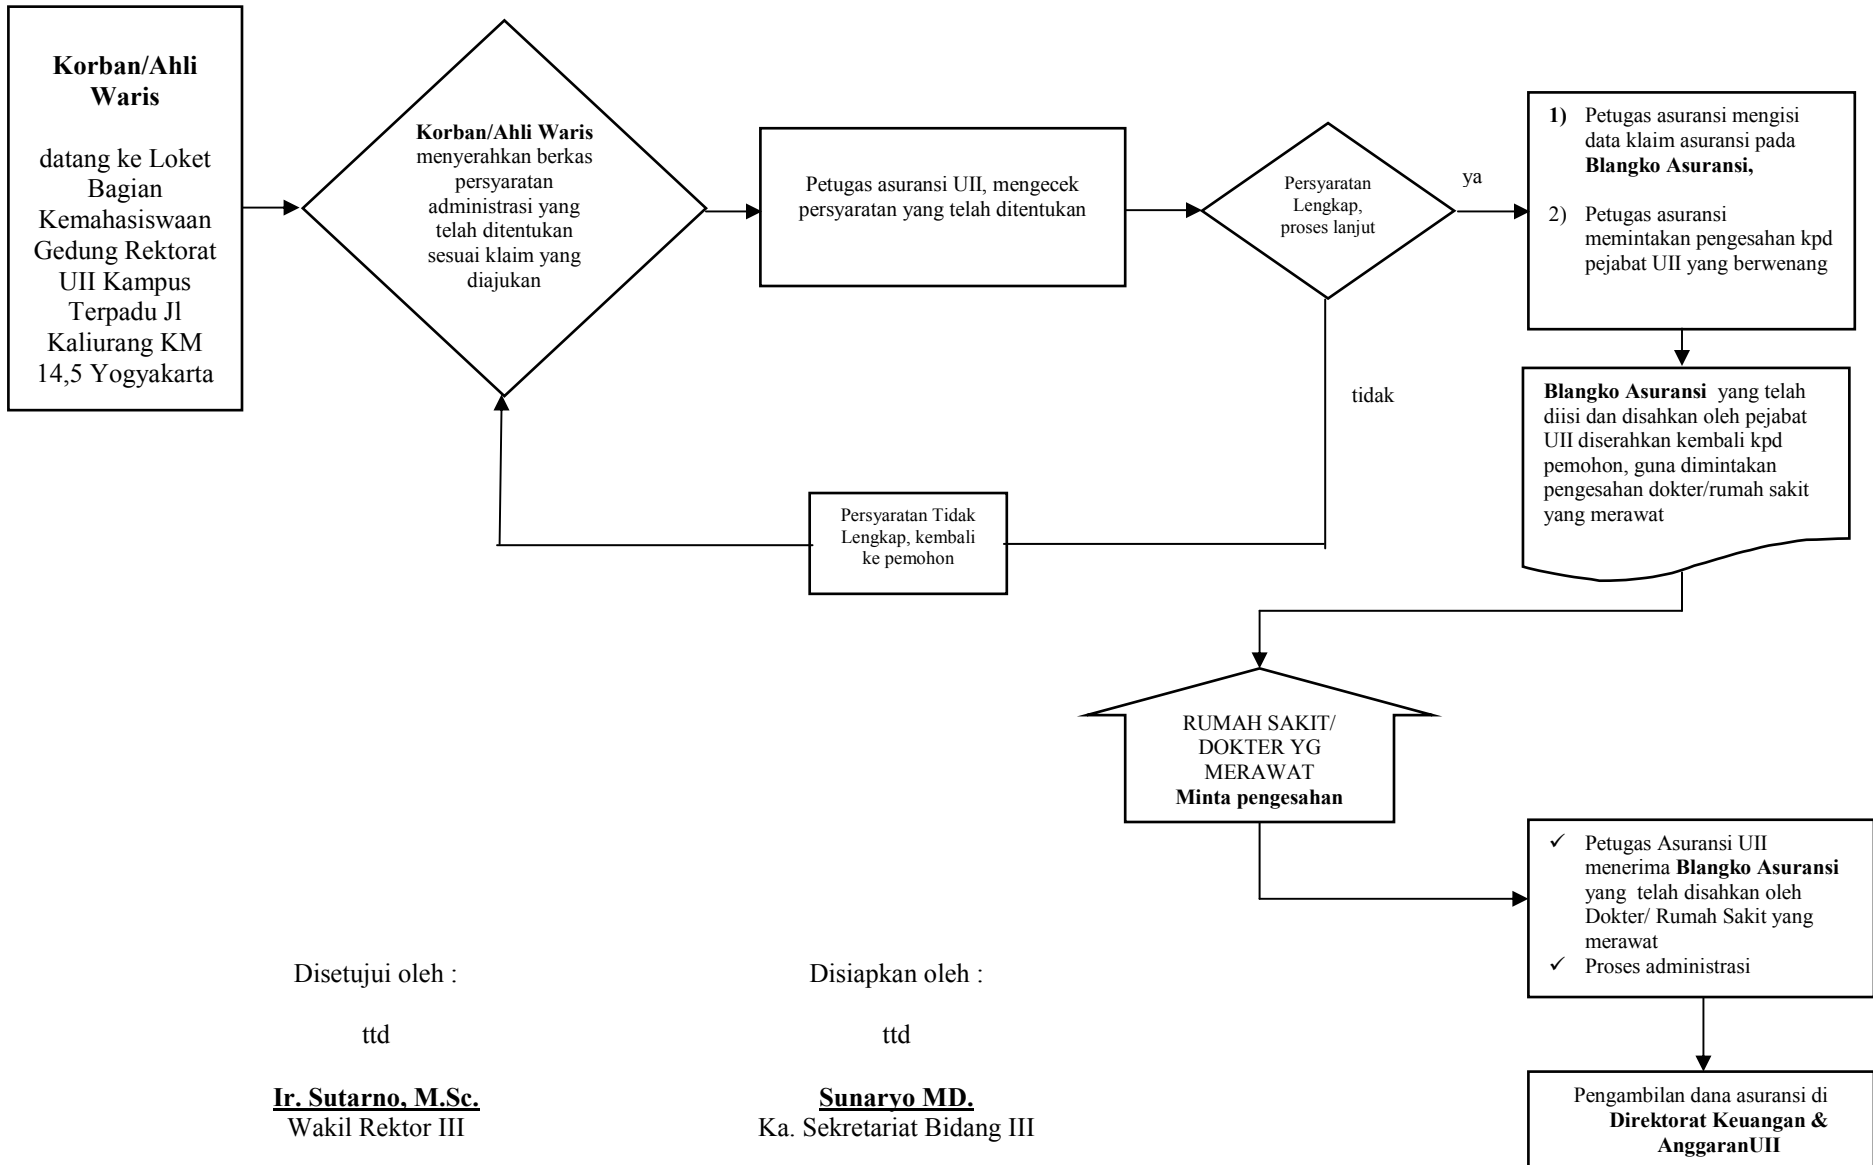 Korban/Ahli
Waris
datang ke Loket
Bagian
Kemahasiswaan
Gedung Rektorat
UII Kampus
Terpadu Jl
Kaliurang KM
14,5 Yogyakarta
Korban/Ahli Waris
menyerahkan berkas
persyaratan
administrasi yang
telah ditentukan
sesuai klaim yang
diajukan
Petugas asuransi UII, mengecek
persyaratan yang telah ditentukan
Persyaratan
Lengkap,
proses lanjut
ya
1) Petugas asuransi mengisi
data klaim asuransi pada
Blangko Asuransi,
2) Petugas asuransi
memintakan pengesahan kpd
pejabat UII yang berwenang
tidak
Persyaratan Tidak
Lengkap, kembali
ke pemohon
Blangko Asuransi yang telah
diisi dan disahkan oleh pejabat
UII diserahkan kembali kpd
pemohon, guna dimintakan
pengesahan dokter/rumah sakit
yang merawat
RUMAH SAKIT/
DOKTER YG
MERAWAT
Minta pengesahan
✓ Petugas Asuransi UII
menerima Blangko Asuransi
yang telah disahkan oleh
Dokter/ Rumah Sakit yang
merawat
✓ Proses administrasi
Pengambilan dana asuransi di
Direktorat Keuangan &
AnggaranUII
Disetujui oleh :
ttd
Ir. Sutarno, M.Sc.
Wakil Rektor III
Disiapkan oleh :
ttd
Sunaryo MD.
Ka. Sekretariat Bidang III